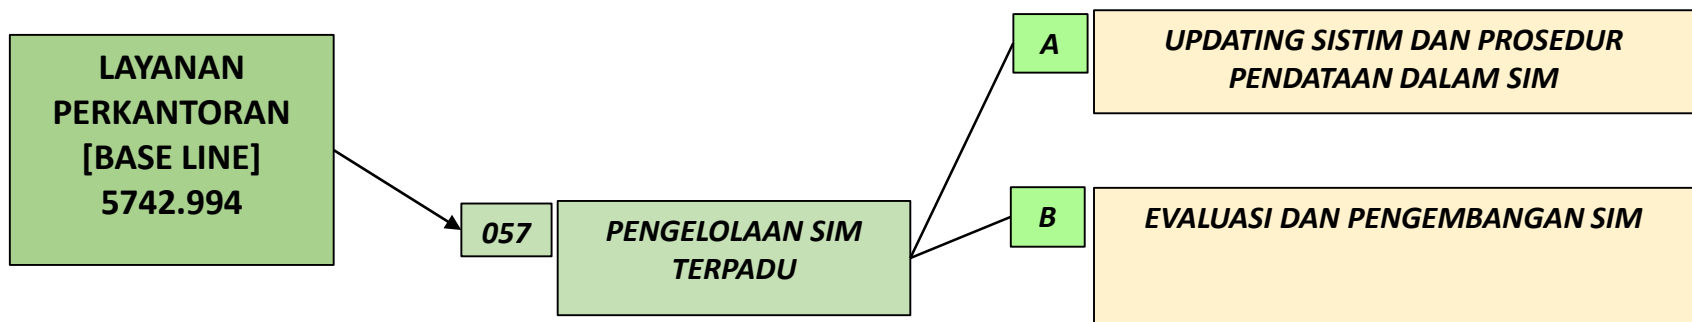 LAYANAN
PERKANTORAN
[BASE LINE]
5742.994
057
PENGELOLAAN SIM
TERPADU
A
UPDATING SISTIM DAN PROSEDUR
PENDATAAN DALAM SIM
B
EVALUASI DAN PENGEMBANGAN SIM